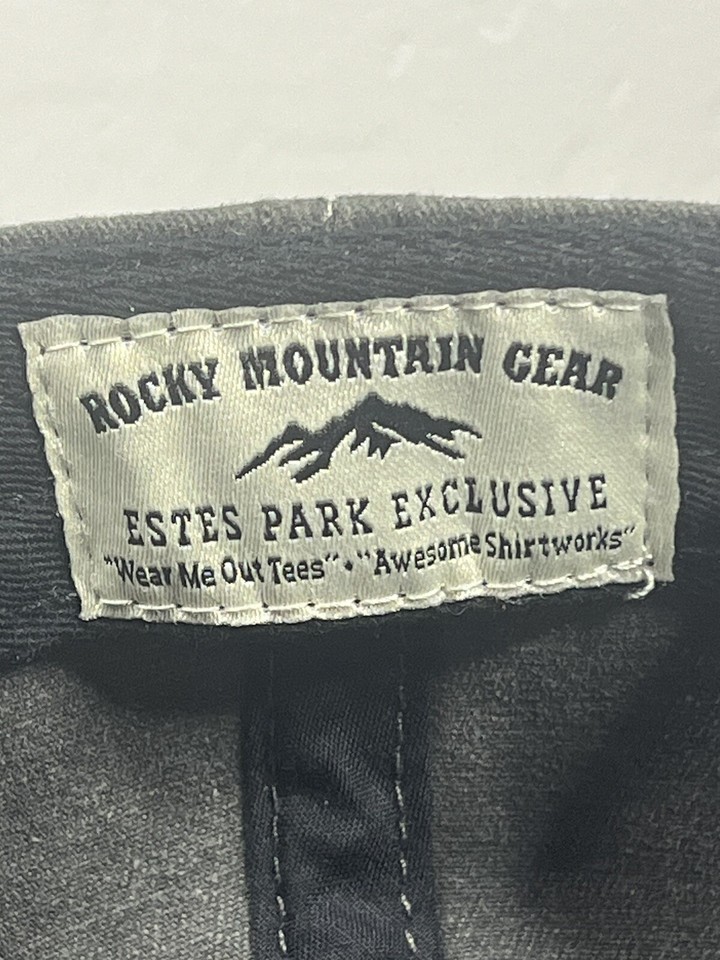 ROCKY MOUNTAIN GEAR
ESTES PARK EXCLUSIVE
"Wear Me Out Tees" • "Awesome Shirtworks"